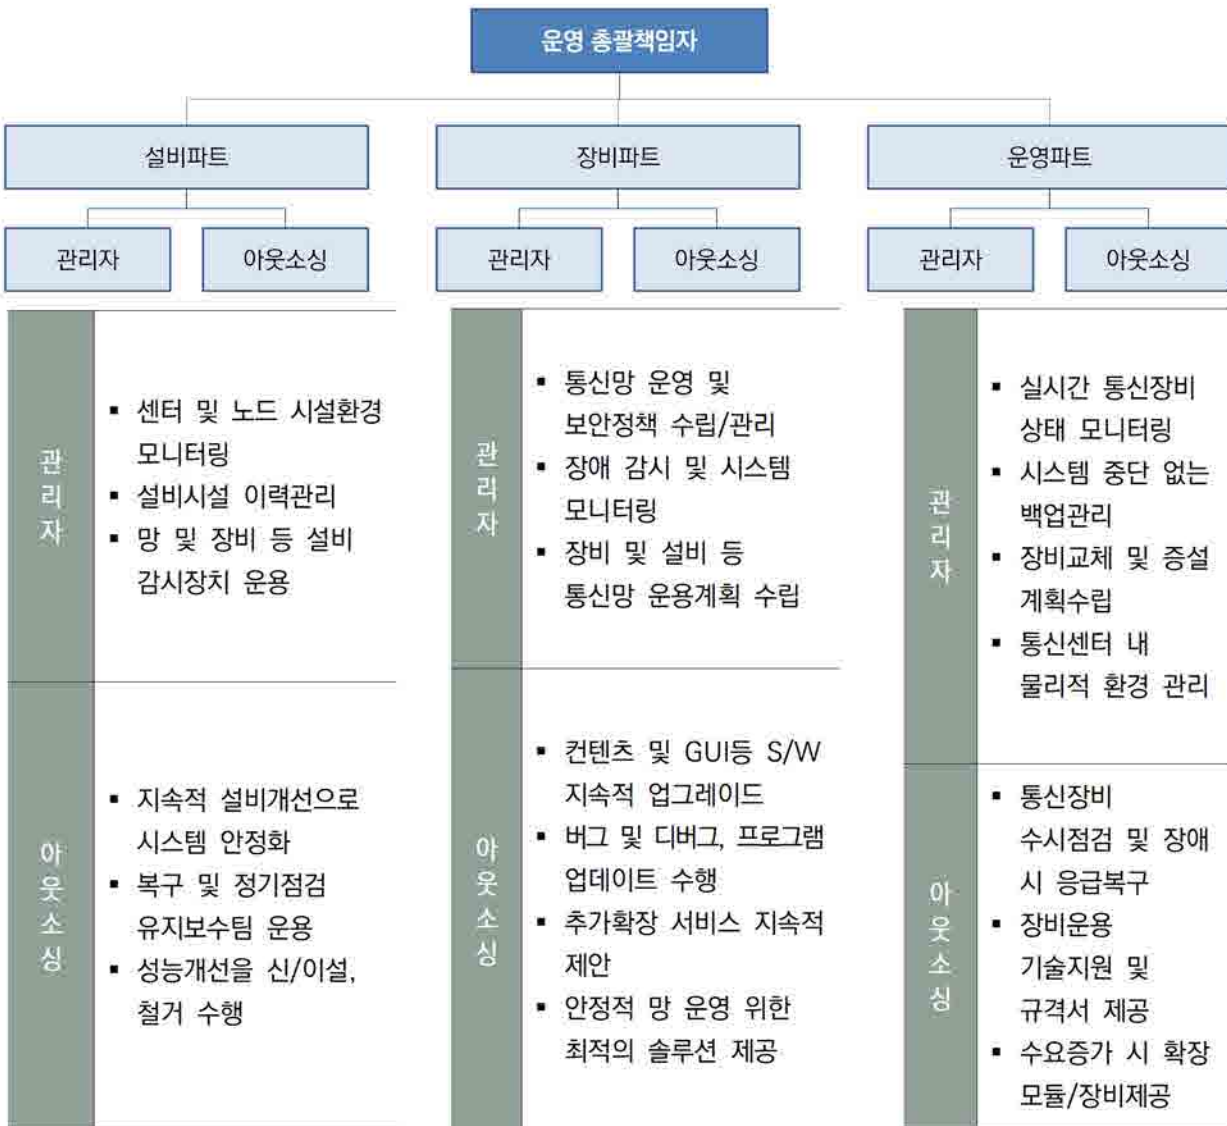 운영 총괄책임자
설비파트
장비파트
운영파트
관리자
아웃소싱
관리자
아웃소싱
관리자
아웃소싱
관리자
▪ 센터 및 노드 시설환경
모니터링
▪ 설비시설 이력관리
▪ 망 및 장비 등 설비
감시장치 운용
아웃소싱
▪ 지속적 설비개선으로
시스템 안정화
▪ 복구 및 정기점검
유지보수팀 운용
▪ 성능개선을 신/이설,
철거 수행
관리자
▪ 통신망 운영 및
보안정책 수립/관리
▪ 장애 감시 및 시스템
모니터링
▪ 장비 및 설비 등
통신망 운용계획 수립
아웃소싱
▪ 컨텐츠 및 GUI등 S/W
지속적 업그레이드
▪ 버그 및 디버그, 프로그램
업데이트 수행
▪ 추가확장 서비스 지속적
제안
▪ 안정적 망 운영 위한
최적의 솔루션 제공
관리자
▪ 실시간 통신장비
상태 모니터링
▪ 시스템 중단 없는
백업관리
▪ 장비교체 및 증설
계획수립
▪ 통신센터 내
물리적 환경 관리
아웃소싱
▪ 통신장비
수시점검 및 장애
시 응급복구
▪ 장비운용
기술지원 및
규격서 제공
▪ 수요증가 시 확장
모듈/장비제공